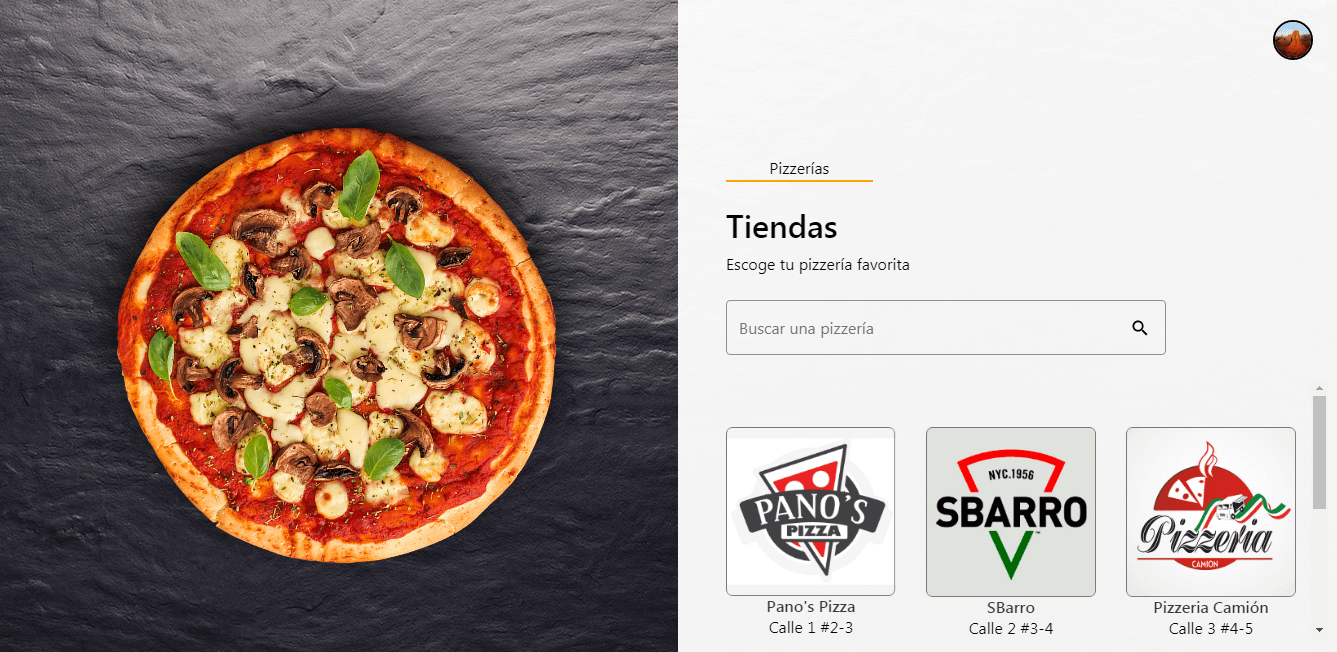 Pizzerías
Tiendas
Escoge tu pizzería favorita
Buscar una pizzería
PANO'S
PIZZA
NYC.1956
SBARRO
™
Pizzeria
CAMION
Pano's Pizza
SBarro
Pizzeria Camión
Calle 1 #2-3
Calle 2 #3-4
Calle 3 #4-5